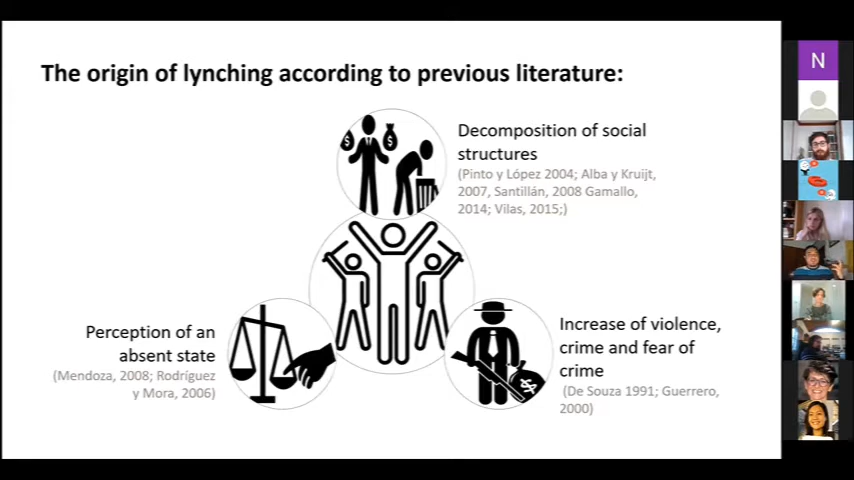 The origin of lynching according to previous literature:
Decomposition of social
structures
(Pinto y López 2004; Alba y Kruijt,
2007, Santillán, 2008 Gamallo,
2014; Vilas, 2015;)
Perception of an
absent state
(Mendoza, 2008; Rodríguez
y Mora, 2006)
Increase of violence,
crime and fear of
crime
(De Souza 1991; Guerrero,
2000)
$
$
$
N